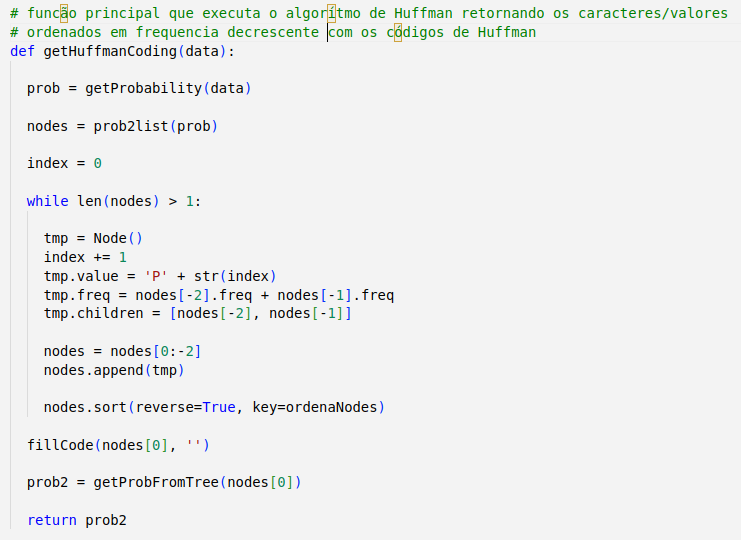 # funcão principal que executa o algorítmo de Huffman retornando os caracteres/valores
# ordenados em frequencia decrescente com os códigos de Huffman
def getHuffmanCoding(data):
prob = getProbability(data)
nodes = prob2list(prob)
index = 0
while len(nodes) > 1:
tmp = Node()
index += 1
tmp.value = 'P' + str(index)
tmp.freq = nodes[-2].freq + nodes[-1].freq
tmp.children = [nodes[-2], nodes[-1]]
nodes = nodes[0:-2]
nodes.append(tmp)
nodes.sort(reverse=True, key=ordenaNodes)
fillCode(nodes[0], '')
prob2 = getProbFromTree(nodes[0])
return prob2